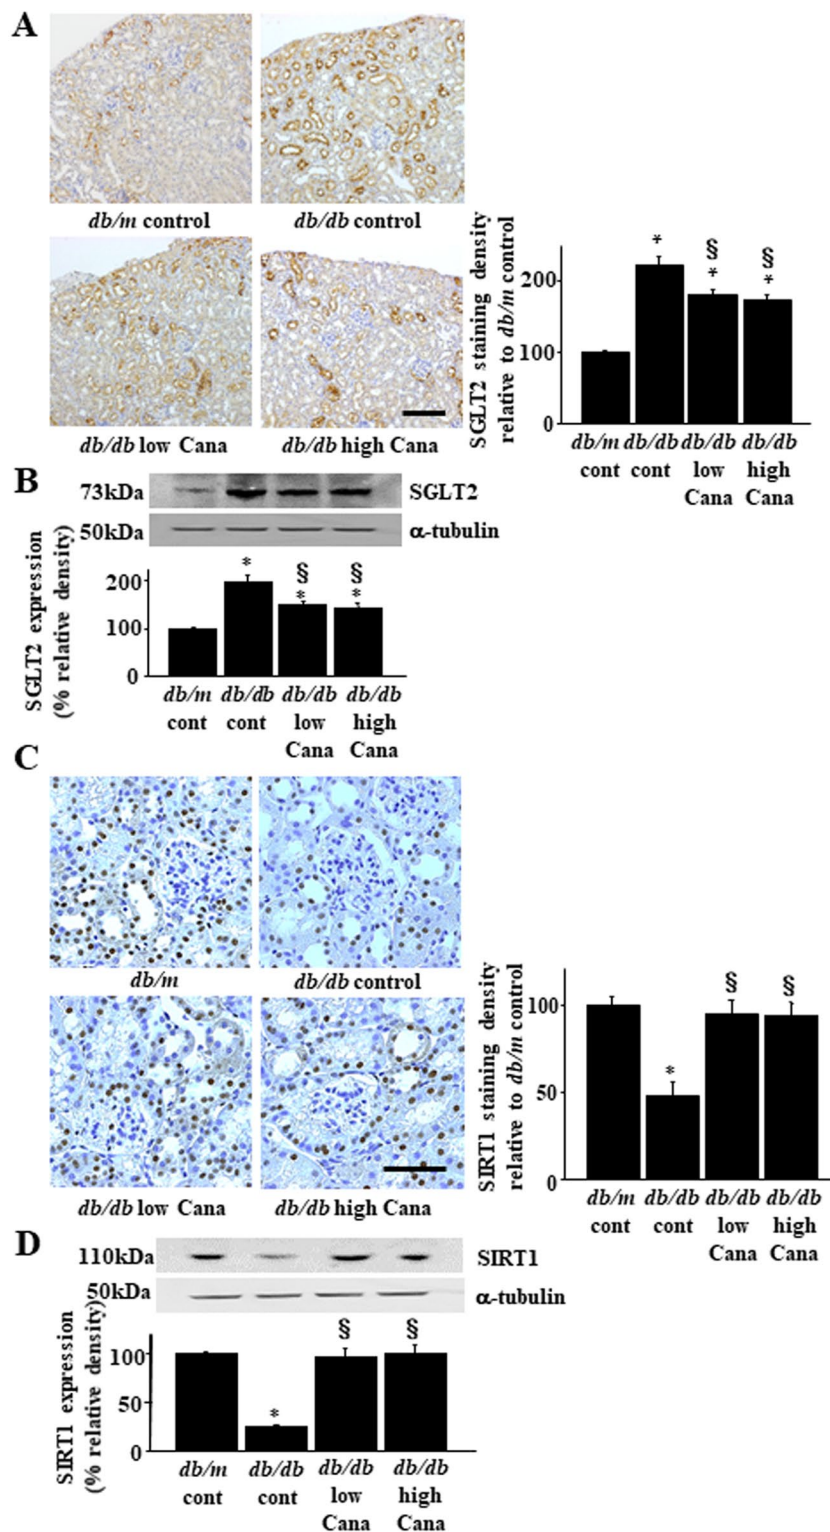 A
db/m control
db/db control
db/db low Cana
db/db high Cana
SGLT2 staining density
relative to db/m control
200
100
0
db/m db/db db/db db/db
cont cont low high
Cana Cana
* * § * § *
B
73kDa
SGLT2
50kDa
α-tubulin
SGLT2 expression
(% relative density)
200
100
0
* § * § *
db/m db/db db/db db/db
cont cont low high
Cana Cana
C
db/m
db/db control
db/db low Cana
db/db high Cana
SIRT1 staining density
relative to db/m control
100
50
0
* § §
db/m db/db db/db db/db
cont cont low high
Cana Cana
D
110kDa
SIRT1
50kDa
α-tubulin
SIRT1 expression
(% relative density)
100
50
0
* § §
db/m db/db db/db db/db
cont cont low high
Cana Cana